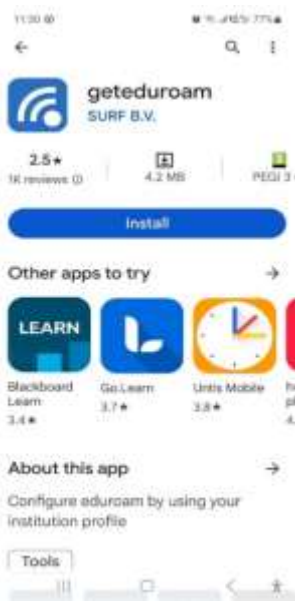 11:30
77%
geteduroam
SURF B.V.
2.5★
1K reviews
4.2 MB
PEGI 3
Install
Other apps to try
LEARN
Blackboard
Learn
3.4★
Go.Learn
3.7★
Untis Mobile
3.8★
About this app
Configure eduroam by using your
institution profile
Tools